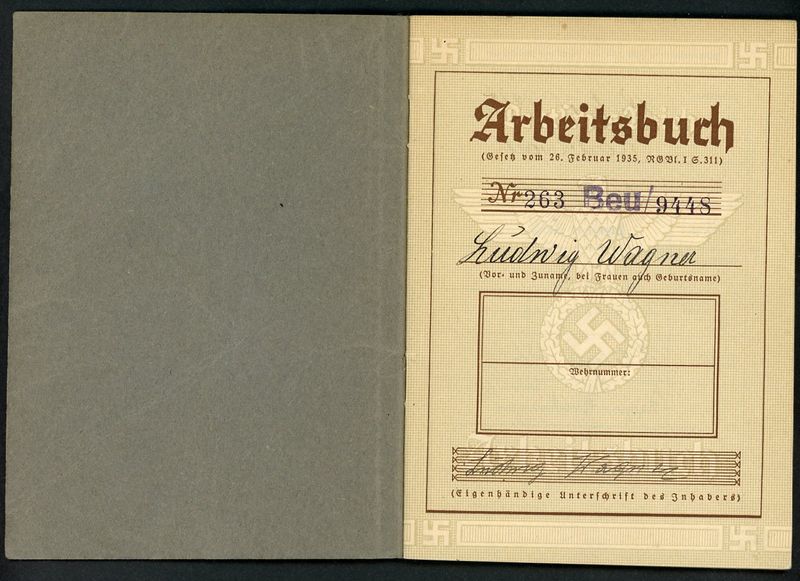 Arbeitsbuch
(Gesetz vom 26. Februar 1935, RGBl. I S. 311)
Nr 263 Beu/9448
Ludwig Wagner
(Vor- und Zuname, bei Frauen auch Geburtsname)
Wehrnummer:
Ludwig Wagner
(Eigenhändige Unterschrift des Inhabers)